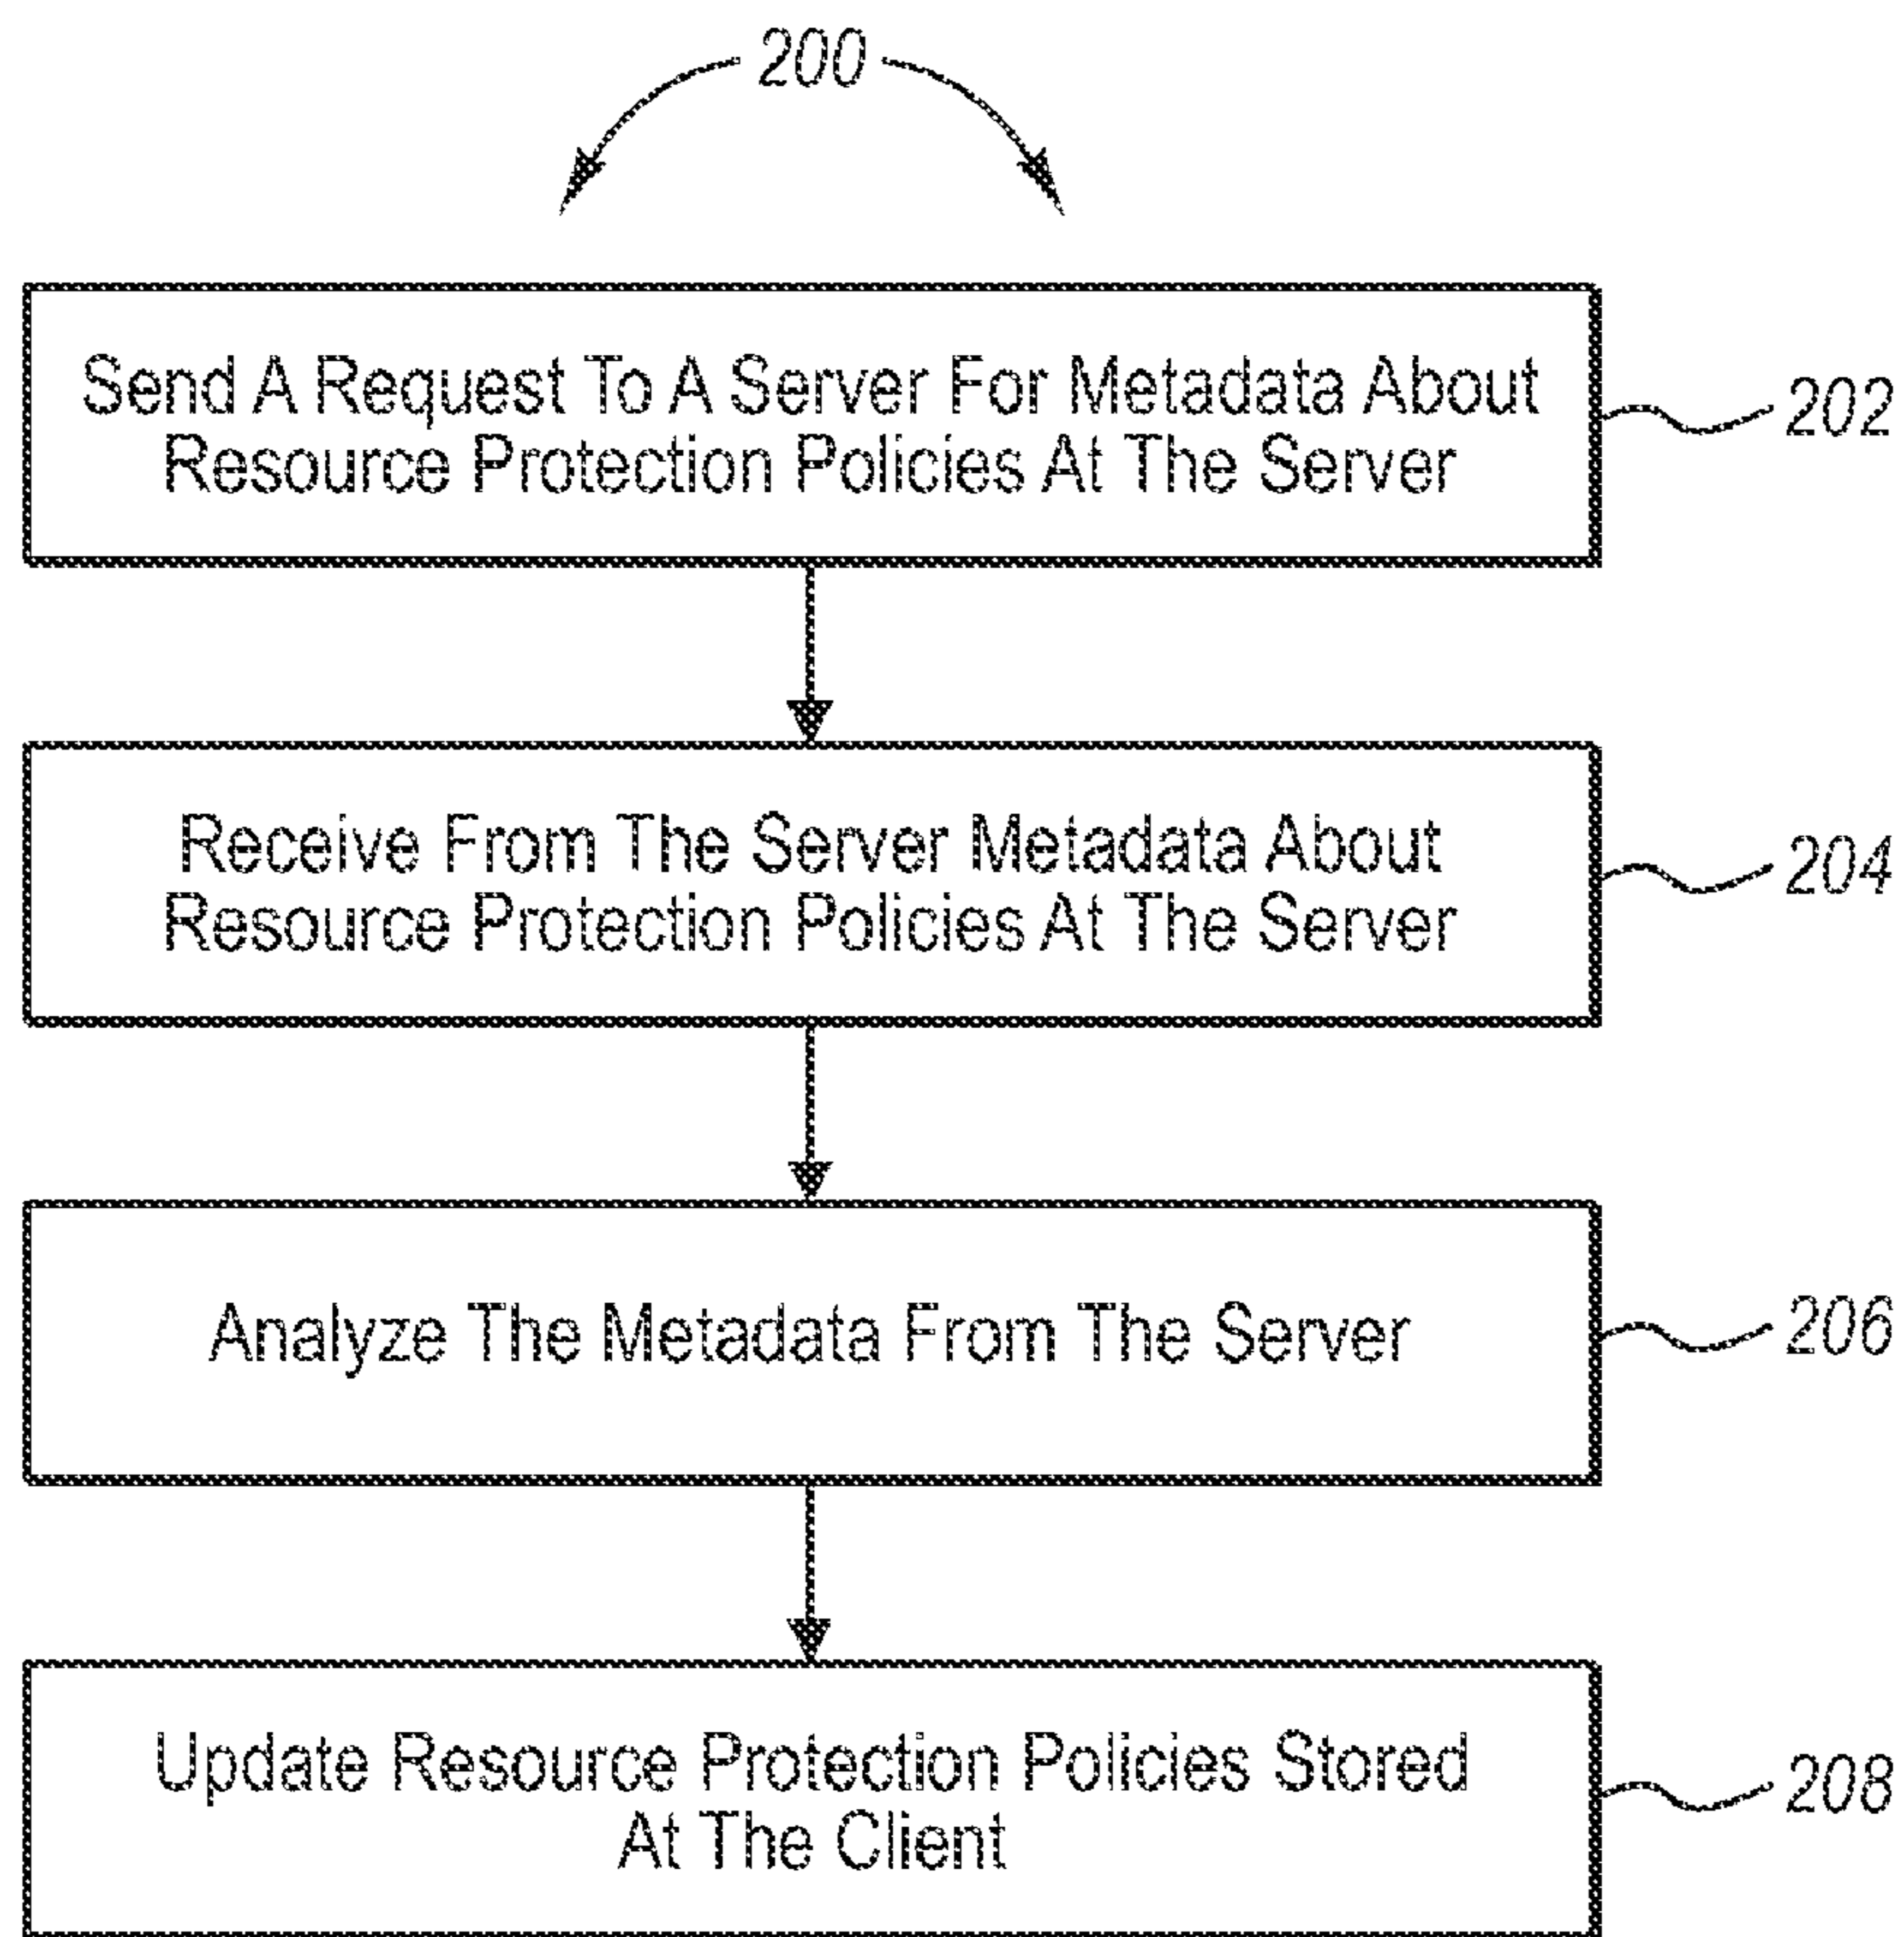 200
Send A Request To A Server For Metadata About
Resource Protection Policies At The Server
202
Receive From The Server Metadata About
Resource Protection Policies At The Server
204
Analyze The Metadata From The Server
206
Update Resource Protection Policies Stored
At The Client
208